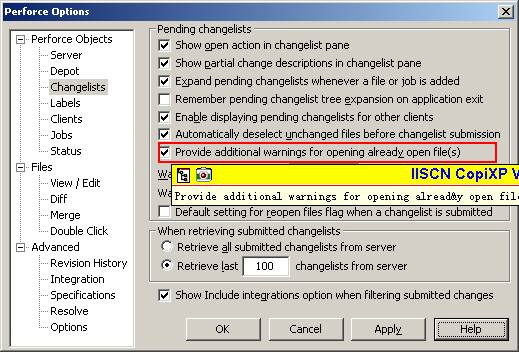 Perforce Options
Perforce Objects
Server
Depot
Changelists
Labels
Clients
Jobs
Status
Files
View / Edit
Diff
Merge
Double Click
Advanced
Revision History
Integration
Specifications
Resolve
Options
Pending changelists
Show open action in changelist pane
Show partial change descriptions in changelist pane
Expand pending changelists whenever a file or job is added
Remember pending changelist tree expansion on application exit
Enable displaying pending changelists for other clients
Automatically deselect unchanged files before changelist submission
Provide additional warnings for opening already open file(s)
IISCN CopiXP V
Provide additional warnings for opening already open file
Wa
Wa
Default setting for reopen files flag when a changelist is submitted
When retrieving submitted changelists
Retrieve all submitted changelists from server
Retrieve last 100 changelists from server
Show Include integrations option when filtering submitted changes
OK Cancel Apply Help